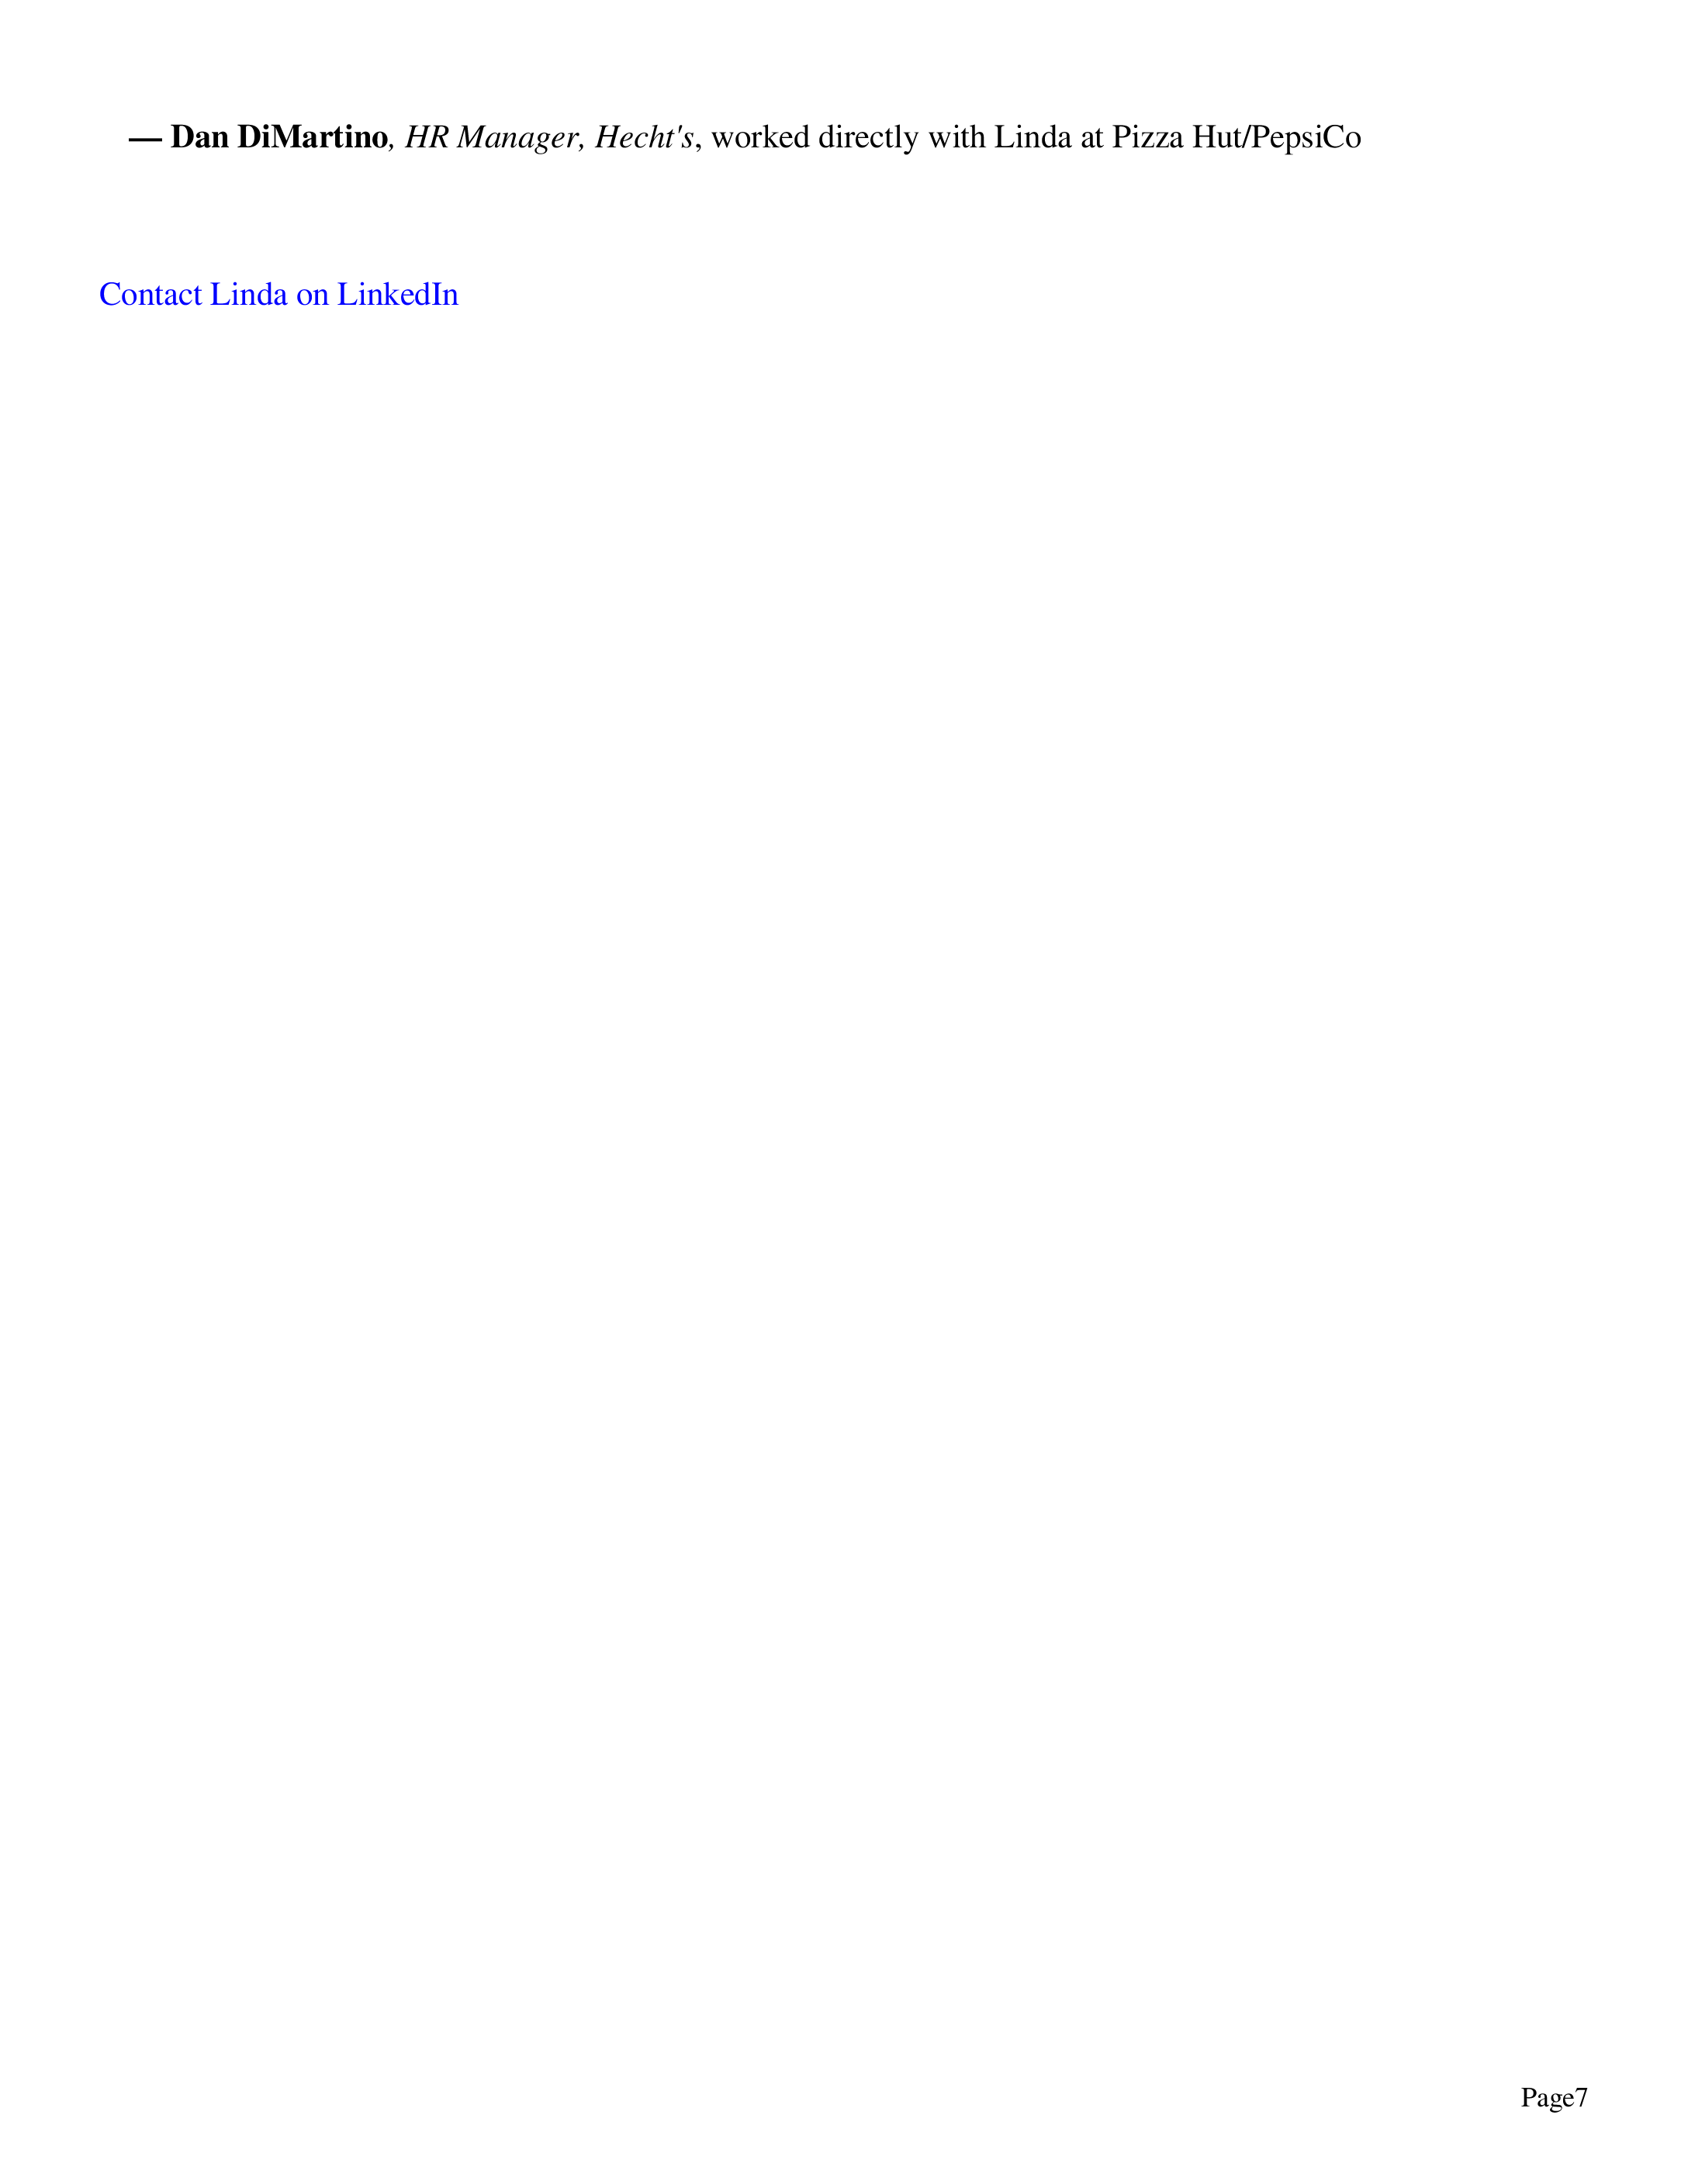 — Dan DiMartino, HR Manager, Hecht's, worked directly with Linda at Pizza Hut/PepsiCo
Contact Linda on LinkedIn
Page7